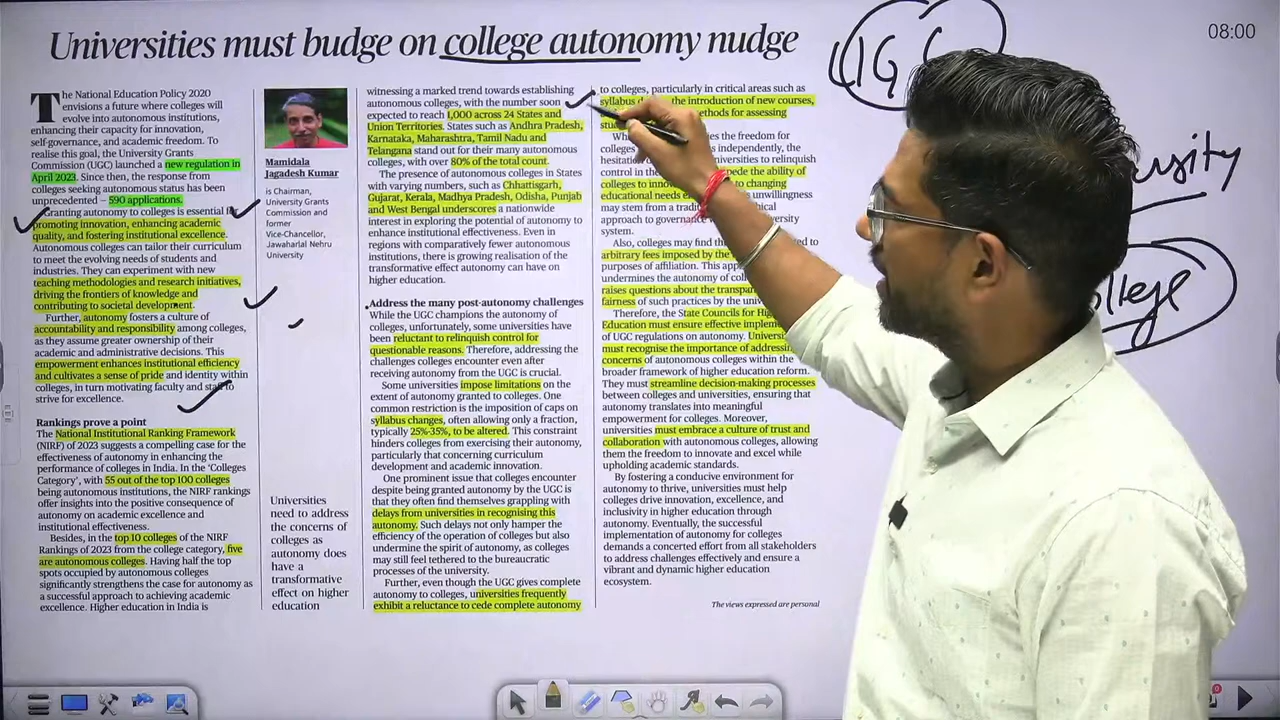 Universities must budge on college autonomy nudge
08:00
UG
The National Education Policy 2020
envisions a future where colleges will
evolve into autonomous institutions,
enhancing their capacity for innovation,
self-governance, and academic freedom. To
realise this goal, the University Grants
Commission (UGC) launched a new regulation in
April 2023. Since then, the response from
colleges seeking autonomous status has been
unprecedented – 590 applications.
Granting autonomy to colleges is essential for
promoting innovation, enhancing academic
quality, and fostering institutional excellence.
Autonomous colleges can tailor their curriculum
to meet the evolving needs of students and
industries. They can experiment with new
teaching methodologies and research initiatives,
driving the frontiers of knowledge and
contributing to societal development.
Further, autonomy fosters a culture of
accountability and responsibility among colleges,
as they assume greater ownership of their
academic and administrative decisions. This
empowerment enhances institutional efficiency
and cultivates a sense of pride and identity within
colleges, in turn motivating faculty and staff to
strive for excellence.
Rankings prove a point
The National Institutional Ranking Framework
(NIRF) of 2023 suggests a compelling case for the
effectiveness of autonomy in enhancing the
performance of colleges in India. In the ‘Colleges
Category’, with 55 out of the top 100 colleges
being autonomous institutions, the NIRF rankings
offer insights into the positive consequence of
autonomy on academic excellence and
institutional effectiveness.
Besides, in the top 10 colleges of the NIRF
Rankings of 2023 from the college category, five
are autonomous colleges. Having half the top
spots occupied by autonomous colleges
significantly strengthens the case for autonomy as
a successful approach to achieving academic
excellence. Higher education in India is
Mamidala
Jagadesh Kumar
is Chairman,
University Grants
Commission and
former
Vice-Chancellor,
Jawaharlal Nehru
University
Universities
need to address
the concerns of
colleges as
autonomy does
have a
transformative
effect on higher
education
witnessing a marked trend towards establishing
autonomous colleges, with the number soon
expected to reach 1,000 across 24 States and
Union Territories. States such as Andhra Pradesh,
Karnataka, Maharashtra, Tamil Nadu and
Telangana stand out for their many autonomous
colleges, with over 80% of the total count.
The presence of autonomous colleges in States
with varying numbers, such as Chhattisgarh,
Gujarat, Kerala, Madhya Pradesh, Odisha, Punjab
and West Bengal underscores a nationwide
interest in exploring the potential of autonomy to
enhance institutional effectiveness. Even in
regions with comparatively fewer autonomous
institutions, there is growing realisation of the
transformative effect autonomy can have on
higher education.
Address the many post-autonomy challenges
While the UGC champions the autonomy of
colleges, unfortunately, some universities have
been reluctant to relinquish control for
questionable reasons. Therefore, addressing the
challenges colleges encounter even after
receiving autonomy from the UGC is crucial.
Some universities impose limitations on the
extent of autonomy granted to colleges. One
common restriction is the imposition of caps on
syllabus changes, often allowing only a fraction,
typically 25%-35%, to be altered. This constraint
hinders colleges from exercising their autonomy,
particularly that concerning curriculum
development and academic innovation.
One prominent issue that colleges encounter
despite being granted autonomy by the UGC is
that they often find themselves grappling with
delays from universities in recognising this
autonomy. Such delays not only hamper the
efficiency of the operation of colleges but also
undermine the spirit of autonomy, as colleges
may still feel tethered to the bureaucratic
processes of the university.
Further, even though the UGC gives complete
autonomy to colleges, universities frequently
exhibit a reluctance to cede complete autonomy
to colleges, particularly in critical areas such as
syllabus the introduction of new courses,
ethods for assessing
es the freedom for
colleges s independently, the
hesitation iversities to relinquish
control in the pede the ability of
colleges to innov to changing
educational needs
may stem from a tradi ical
approach to governa versity
system.
Also, colleges may find th d to
arbitrary fees imposed by the
purposes of affiliation. This app
undermines the autonomy of col
raises questions about the transpar
fairness of such practices by the univ
Therefore, the State Councils for Hig
Education must ensure effective implem
of UGC regulations on autonomy. Univers
must recognise the importance of addressing
concerns of autonomous colleges within the
broader framework of higher education reform.
They must streamline decision-making processes
between colleges and universities, ensuring that
autonomy translates into meaningful
empowerment for colleges. Moreover,
universities must embrace a culture of trust and
collaboration with autonomous colleges, allowing
them the freedom to innovate and excel while
upholding academic standards.
By fostering a conducive environment for
autonomy to thrive, universities must help
colleges drive innovation, excellence, and
inclusivity in higher education through
autonomy. Eventually, the successful
implementation of autonomy for colleges
demands a concerted effort from all stakeholders
to address challenges effectively and ensure a
vibrant and dynamic higher education
ecosystem.
The views expressed are personal
rsity
ollege